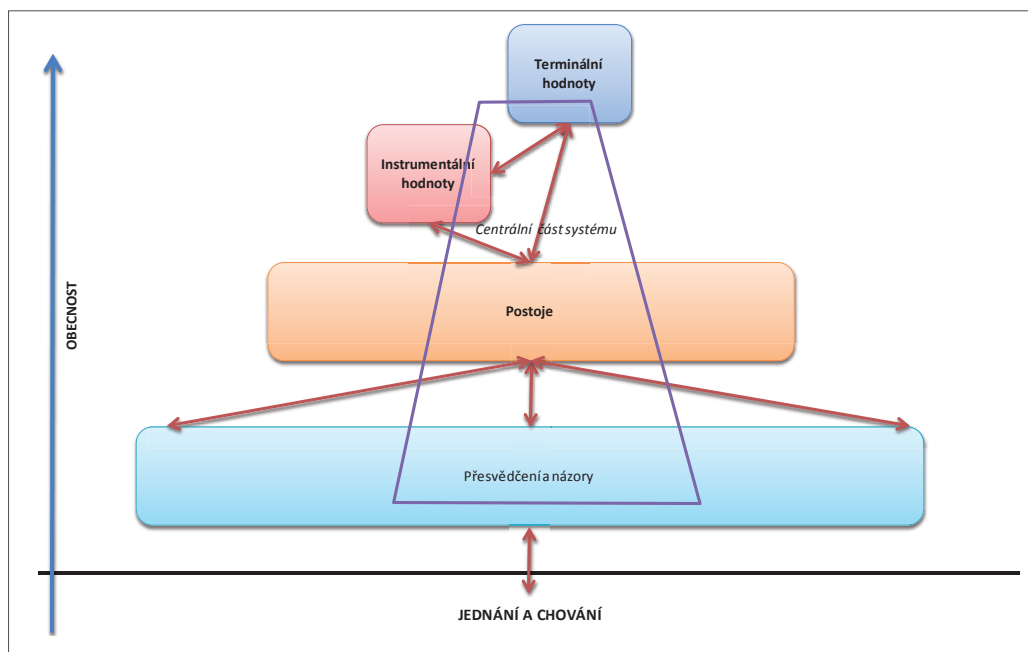 Terminální
hodnoty
Instrumentální
hodnoty
Centrální část systému
OBECNOST
Postoje
Přesvědčení a názory
JEDNÁNÍ A CHOVÁNÍ